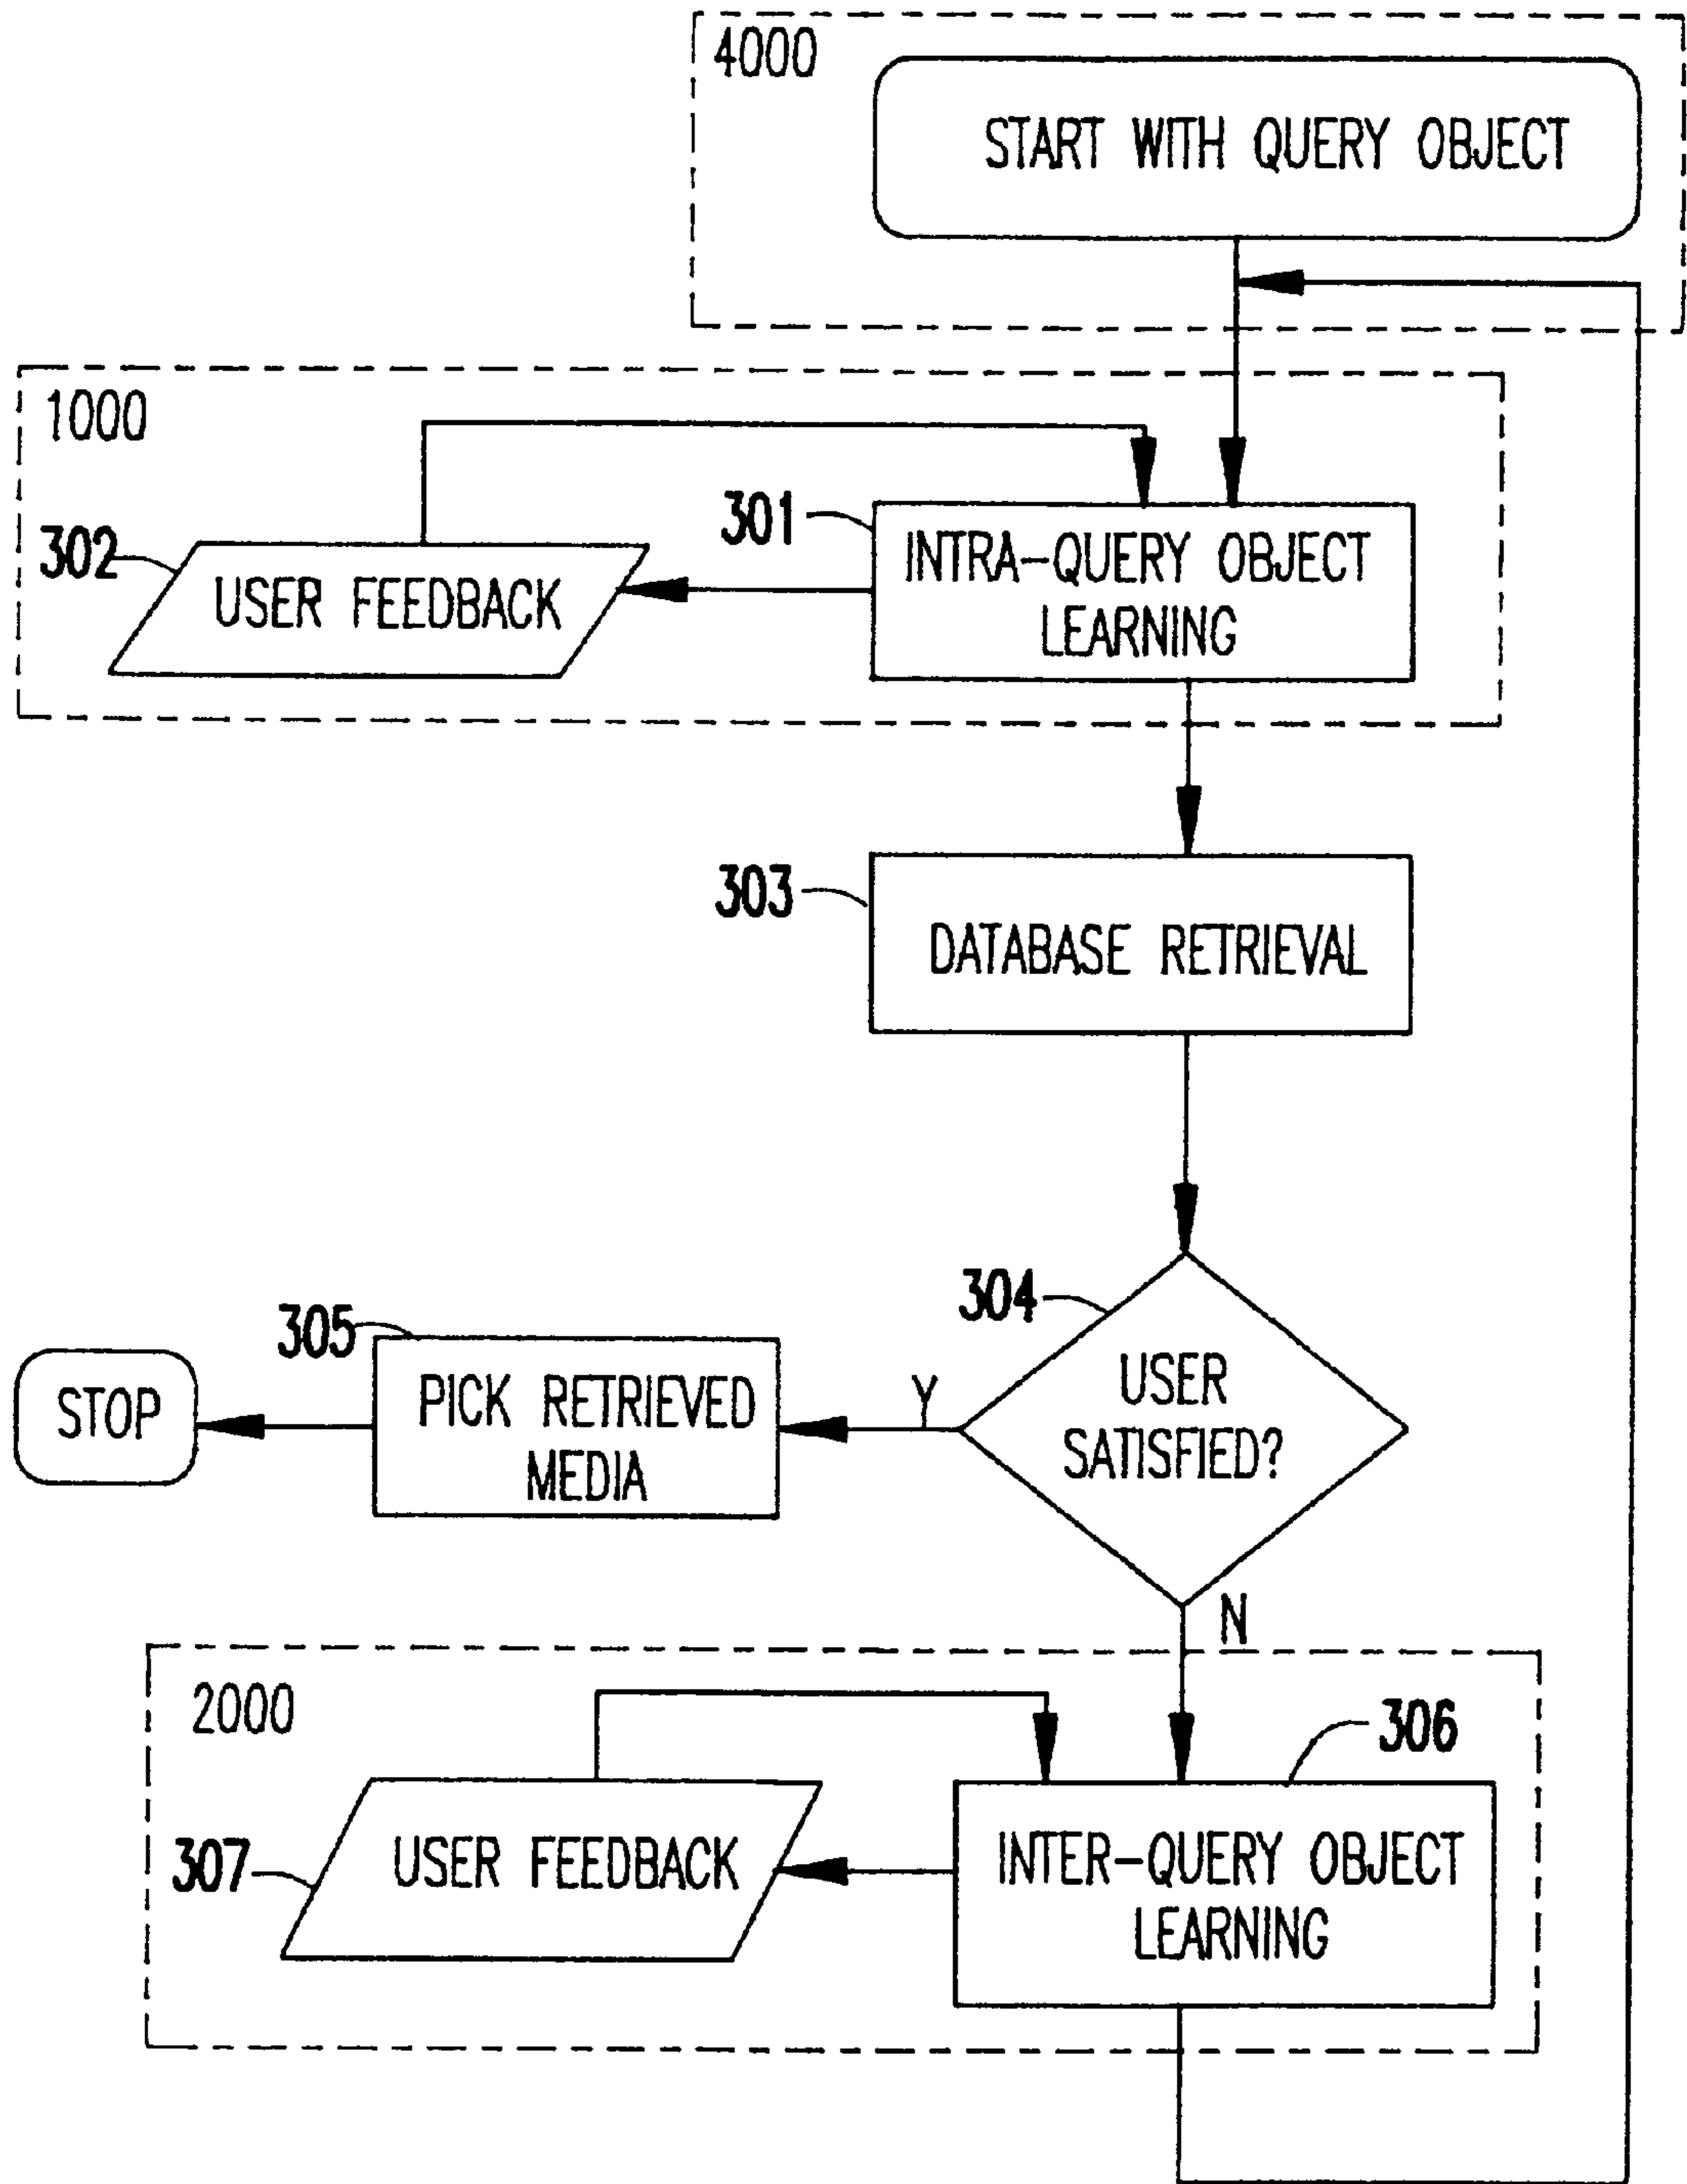 4000
START WITH QUERY OBJECT
1000
301
302
USER FEEDBACK
INTRA-QUERY OBJECT
LEARNING
303
DATABASE RETRIEVAL
304
305
USER
SATISFIED?
Y
PICK RETRIEVED
MEDIA
STOP
N
2000
306
307
USER FEEDBACK
INTER-QUERY OBJECT
LEARNING